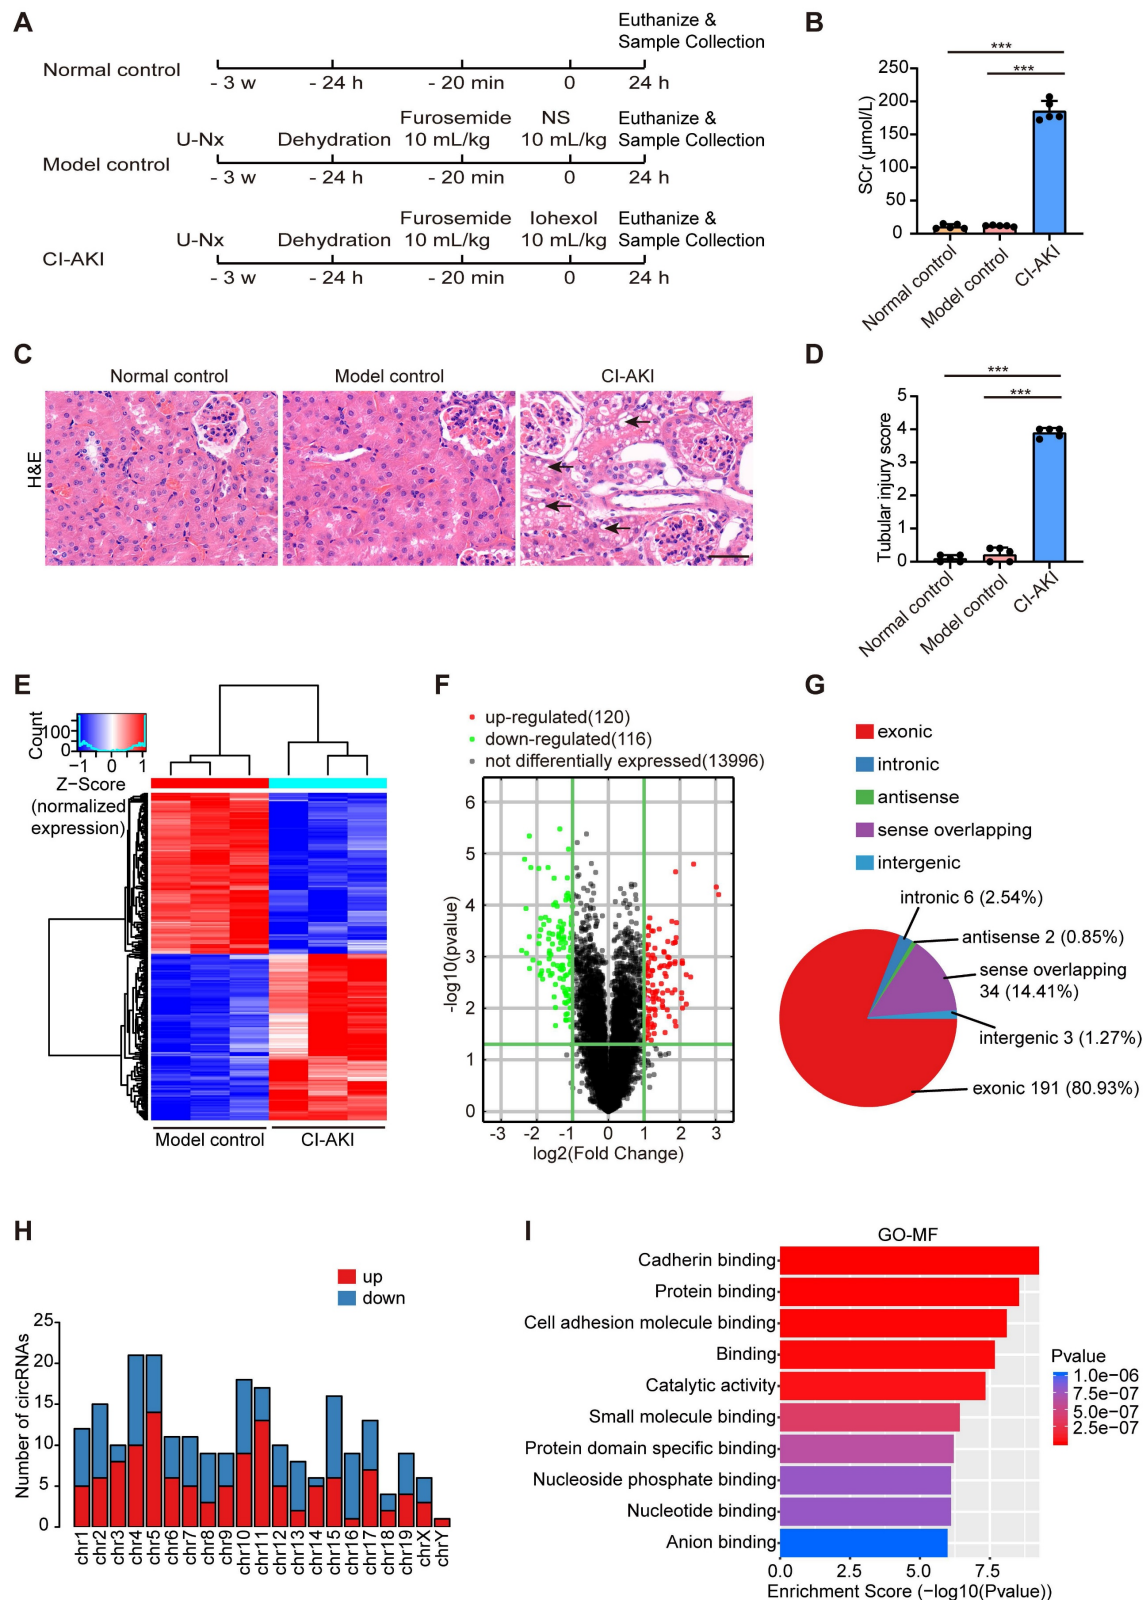 A
Euthanize &
Sample Collection
Normal control
- 3 w - 24 h - 20 min 0 24 h
Furosemide NS Euthanize &
U-Nx Dehydration 10 mL/kg 10 mL/kg Sample Collection
Model control
- 3 w - 24 h - 20 min 0 24 h
Furosemide Iohexol Euthanize &
U-Nx Dehydration 10 mL/kg 10 mL/kg Sample Collection
CI-AKI
- 3 w - 24 h - 20 min 0 24 h
B
***
***
250
200
150
100
50
0
SCr (μmol/L)
Normal control
Model control
CI-AKI
C
Normal control Model control CI-AKI
H&E
D
***
***
5
4
3
2
1
0
Tubular injury score
Normal control
Model control
CI-AKI
E
Count
100
0
−1 0 1
Z−Score
(normalized
expression)
Model control CI-AKI
F
up-regulated(120)
down-regulated(116)
not differentially expressed(13996)
6
5
4
3
2
1
0
-log10(pvalue)
-3 -2 -1 0 1 2 3
log2(Fold Change)
G
exonic
intronic
antisense
sense overlapping
intergenic
intronic 6 (2.54%)
antisense 2 (0.85%)
sense overlapping
34 (14.41%)
intergenic 3 (1.27%)
exonic 191 (80.93%)
H
up
down
25
20
15
10
5
0
Number of circRNAs
chr1
chr2
chr3
chr4
chr5
chr6
chr7
chr8
chr9
chr10
chr11
chr12
chr13
chr14
chr15
chr16
chr17
chr18
chr19
chrX
chrY
I
GO-MF
Cadherin binding
Protein binding
Cell adhesion molecule binding
Binding
Catalytic activity
Small molecule binding
Protein domain specific binding
Nucleoside phosphate binding
Nucleotide binding
Anion binding
0.0 2.5 5.0 7.5
Enrichment Score (−log10(Pvalue))
Pvalue
1.0e−06
7.5e−07
5.0e−07
2.5e−07